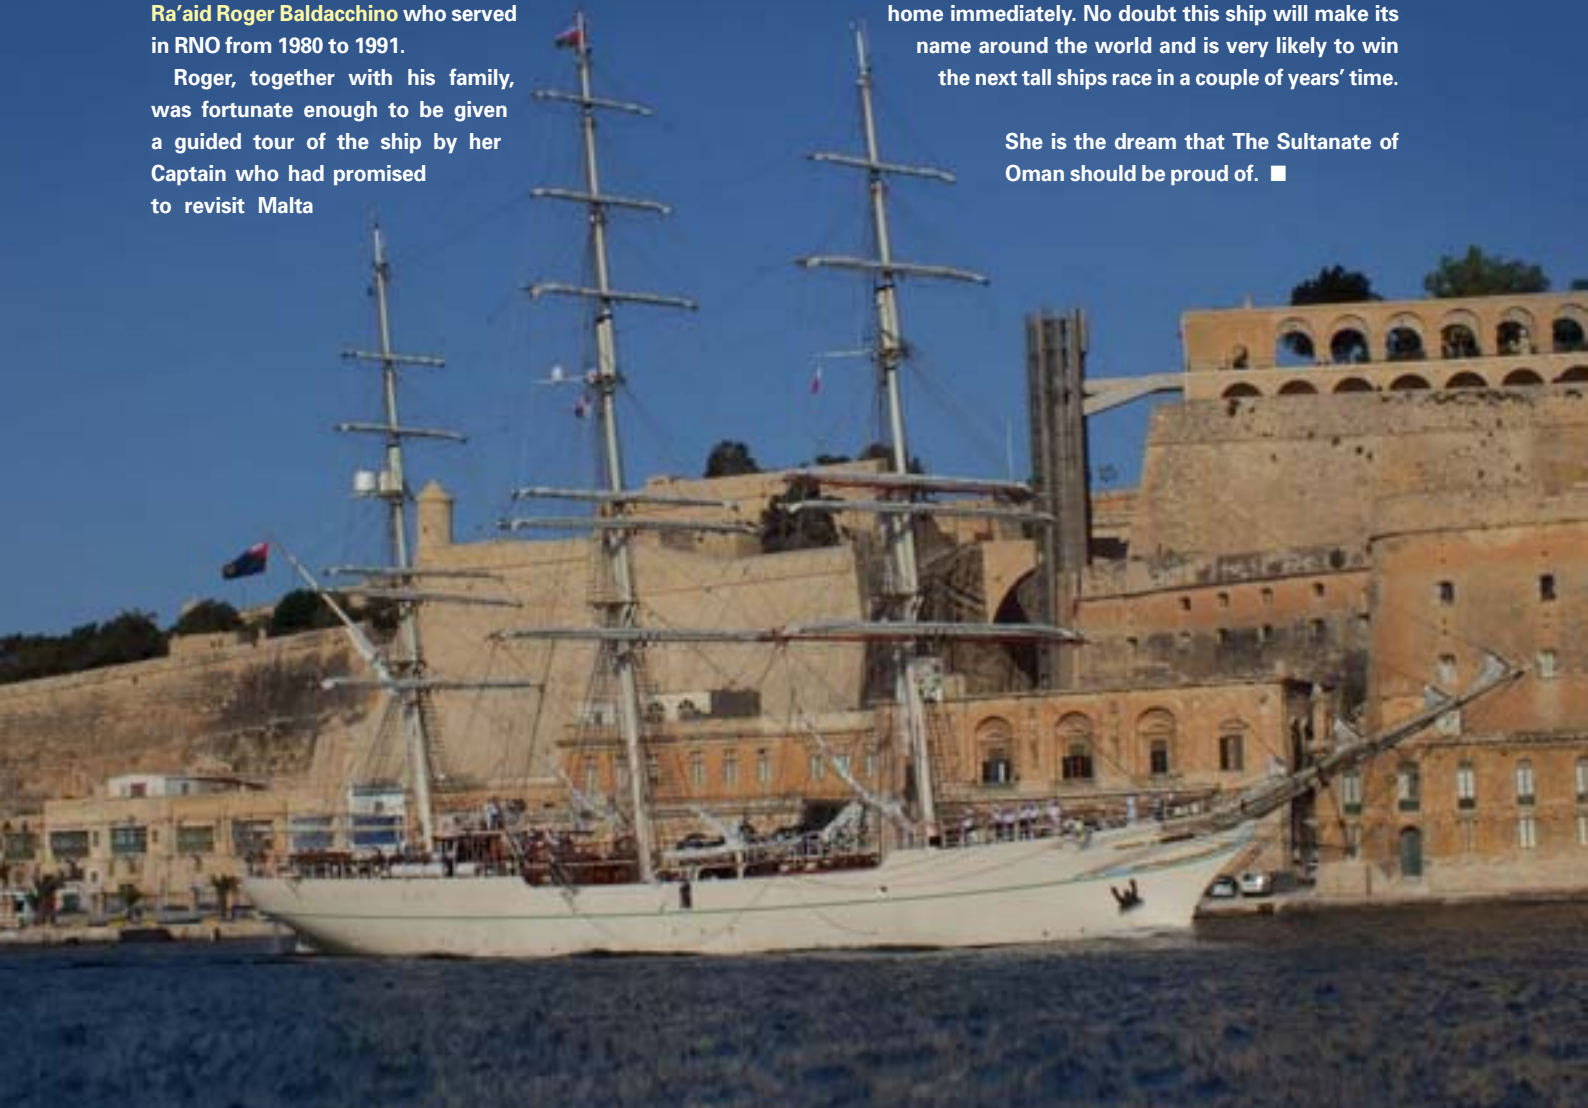 Ra’aid Roger Baldacchino who served
in RNO from 1980 to 1991.
Roger, together with his family,
was fortunate enough to be given
a guided tour of the ship by her
Captain who had promised
to revisit Malta
home immediately. No doubt this ship will make its
name around the world and is very likely to win
the next tall ships race in a couple of years’ time.
She is the dream that The Sultanate of
Oman should be proud of. ■